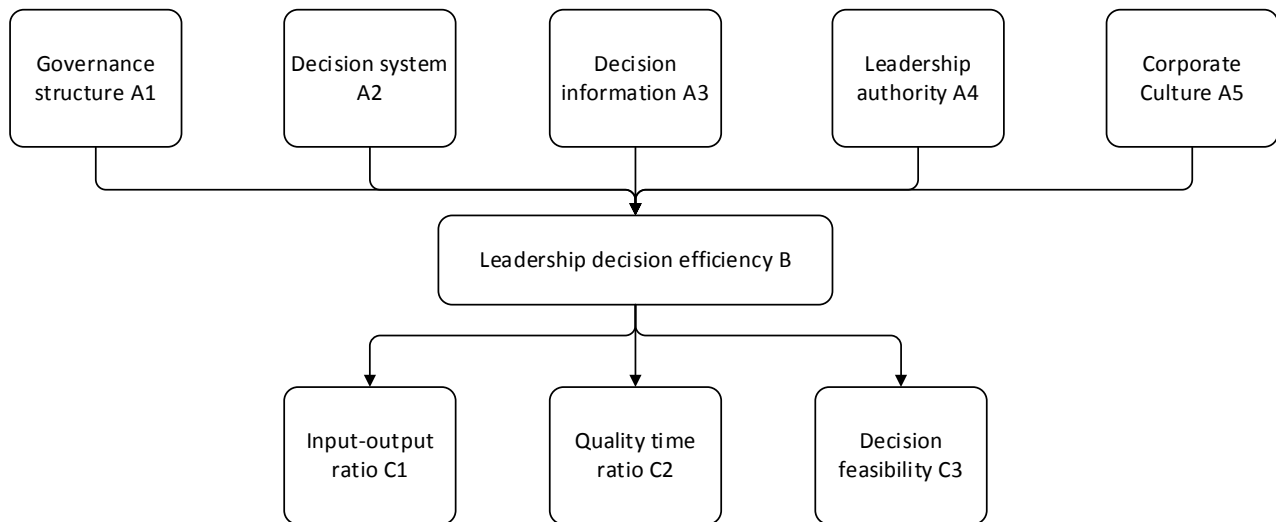 Governance
structure A1
Decision system
A2
Decision
information A3
Leadership
authority A4
Corporate
Culture A5
Leadership decision efficiency B
Input-output
ratio C1
Quality time
ratio C2
Decision
feasibility C3